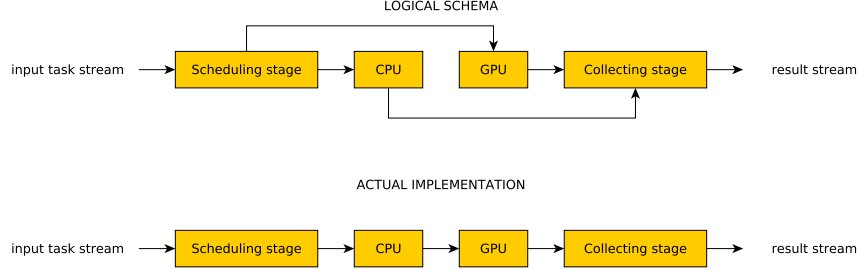 LOGICAL SCHEMA
input task stream
Scheduling stage
CPU
GPU
Collecting stage
result stream
ACTUAL IMPLEMENTATION
input task stream
Scheduling stage
CPU
GPU
Collecting stage
result stream